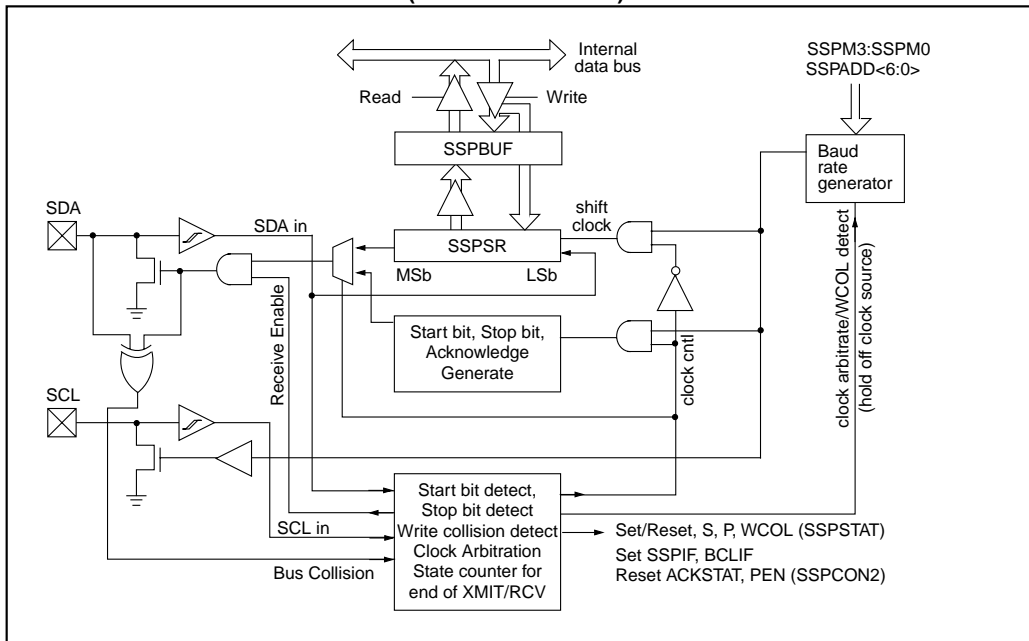 Internal
data bus
SSPM3:SSPM0
SSPADD<6:0>
Read
Write
SSPBUF
Baud
rate
generator
SDA
SDA in
shift
clock
SSPSR
MSb
LSb
Receive Enable
Start bit, Stop bit,
Acknowledge
Generate
clock cntl
clock arbitrate/WCOL detect
(hold off clock source)
SCL
SCL in
Bus Collision
Start bit detect,
Stop bit detect
Write collision detect
Clock Arbitration
State counter for
end of XMIT/RCV
Set/Reset, S, P, WCOL (SSPSTAT)
Set SSPIF, BCLIF
Reset ACKSTAT, PEN (SSPCON2)